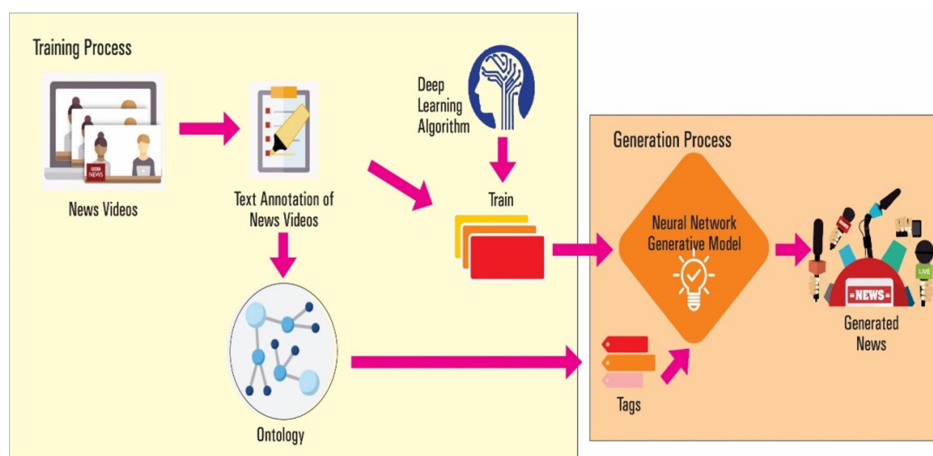 Training Process
NEWS
News Videos
Text Annotation of
News Videos
Deep
Learning
Algorithm
Train
Ontology
Generation Process
Neural Network
Generative Model
Tags
NEWS
LIVE
Generated
News